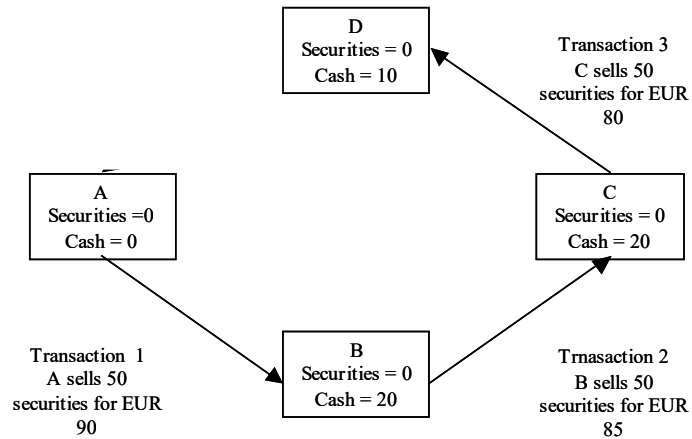 D
Securities = 0
Cash = 10
Transaction 3
C sells 50
securities for EUR
80
A
Securities =0
Cash = 0
C
Securities = 0
Cash = 20
Transaction 1
A sells 50
securities for EUR
90
B
Securities = 0
Cash = 20
Trnasaction 2
B sells 50
securities for EUR
85